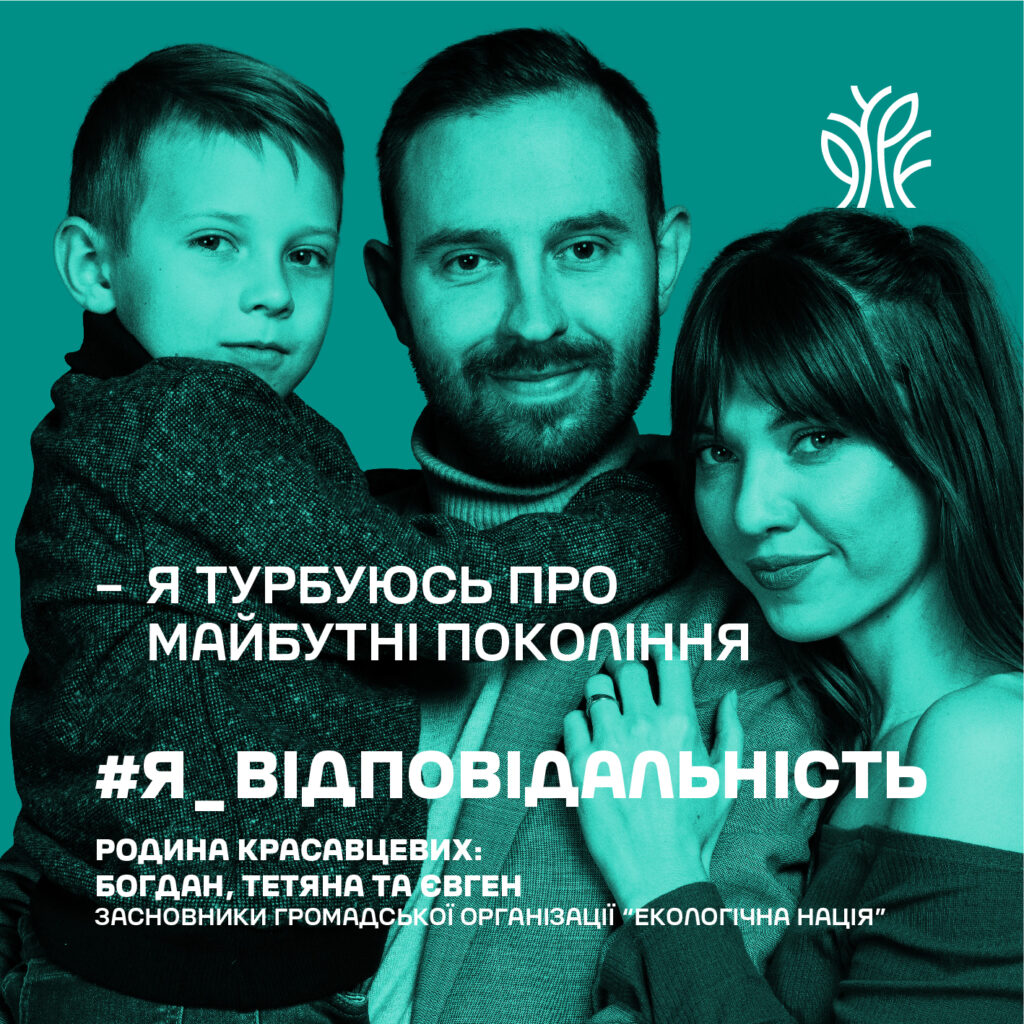 – Я ТУРБУЮСЬ ПРО
МАЙБУТНІ ПОКОЛІННЯ
#Я_ВІДПОВІДАЛЬНІСТЬ
РОДИНА КРАСАВЦЕВИХ:
БОГДАН, ТЕТЯНА ТА ЄВГЕН
ЗАСНОВНИКИ ГРОМАДСЬКОЇ ОРГАНІЗАЦІЇ “ЕКОЛОГІЧНА НАЦІЯ”